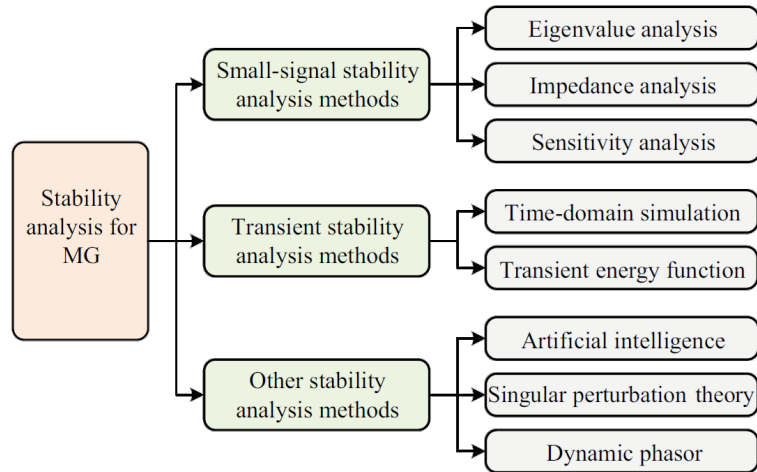 Stability
analysis for
MG
Small-signal stability
analysis methods
Eigenvalue analysis
Impedance analysis
Sensitivity analysis
Transient stability
analysis methods
Time-domain simulation
Transient energy function
Other stability
analysis methods
Artificial intelligence
Singular perturbation theory
Dynamic phasor